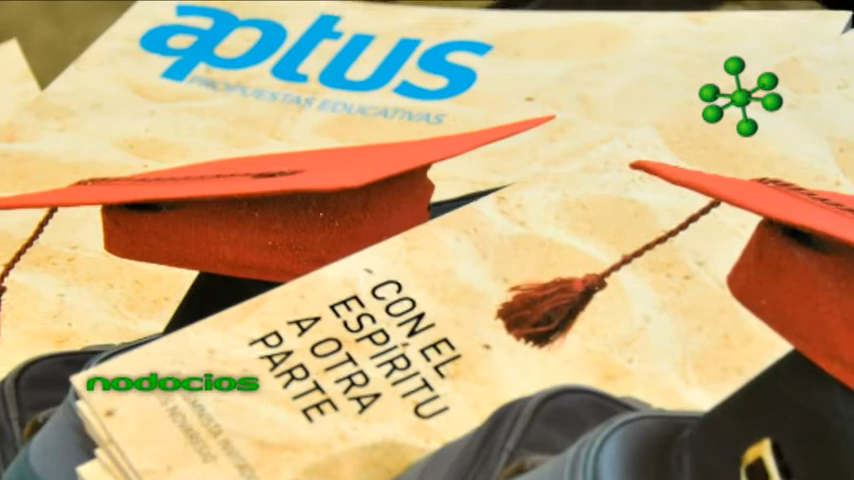 aptus
PROPUESTAS EDUCATIVAS
CON EL
ESPÍRITU
A OTRA
PARTE
nodocios